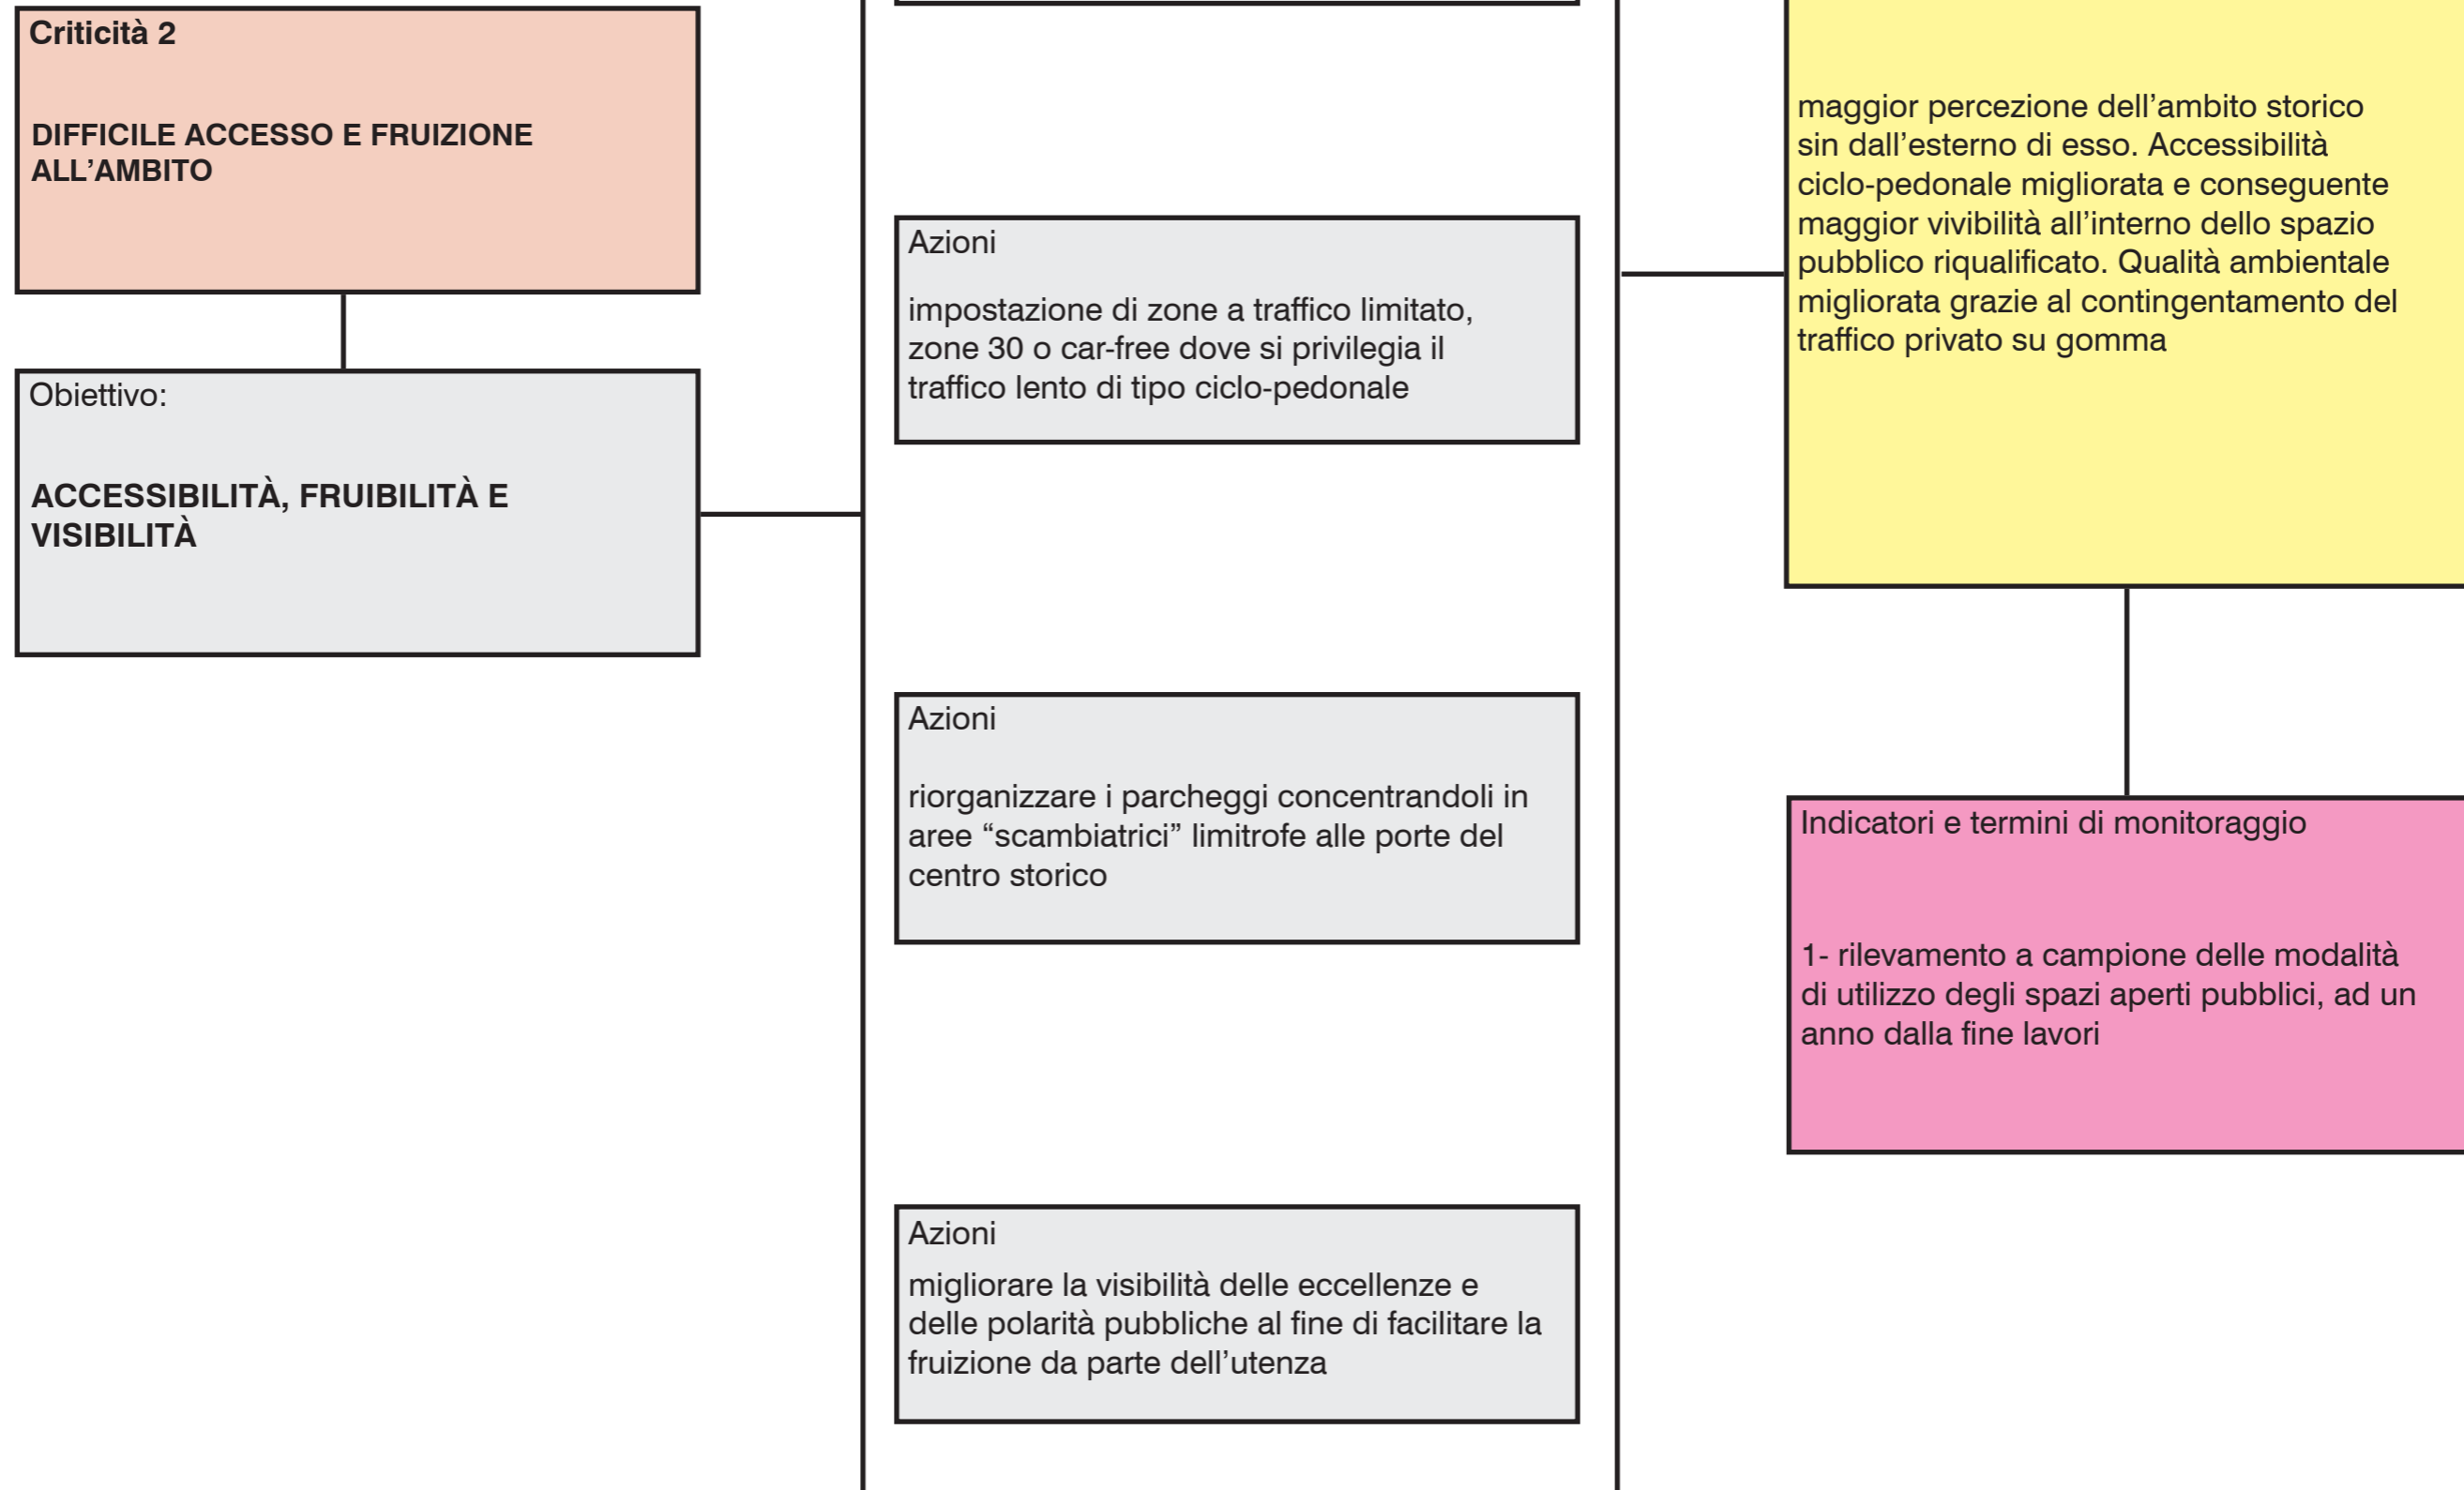 Criticità 2
DIFFICILE ACCESSO E FRUIZIONE
ALL’AMBITO
Obiettivo:
ACCESSIBILITÀ, FRUIBILITÀ E
VISIBILITÀ
Azioni
impostazione di zone a traffico limitato,
zone 30 o car-free dove si privilegia il
traffico lento di tipo ciclo-pedonale
Azioni
riorganizzare i parcheggi concentrandoli in
aree “scambiatrici” limitrofe alle porte del
centro storico
Azioni
migliorare la visibilità delle eccellenze e
delle polarità pubbliche al fine di facilitare la
fruizione da parte dell’utenza
maggior percezione dell’ambito storico
sin dall’esterno di esso. Accessibilità
ciclo-pedonale migliorata e conseguente
maggior vivibilità all’interno dello spazio
pubblico riqualificato. Qualità ambientale
migliorata grazie al contingentamento del
traffico privato su gomma
Indicatori e termini di monitoraggio
1- rilevamento a campione delle modalità
di utilizzo degli spazi aperti pubblici, ad un
anno dalla fine lavori